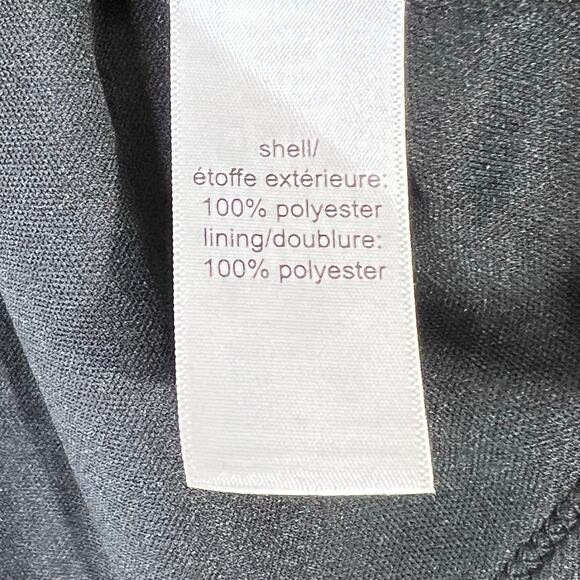 shell/
étoffe extérieure:
100% polyester
lining/doublure:
100% polyester